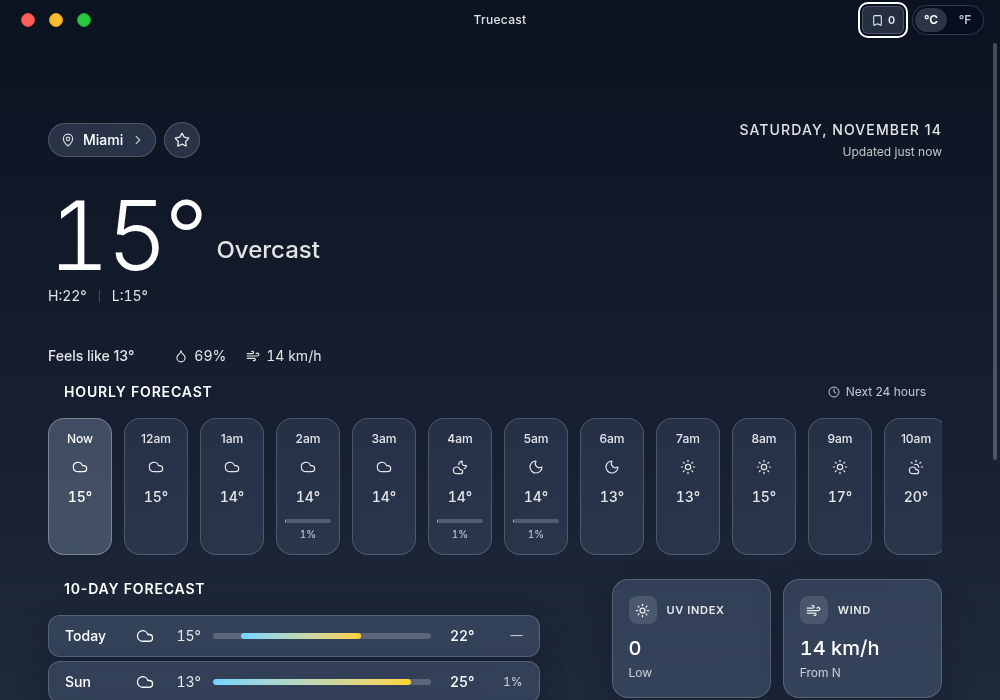 Truecast
0
°C
°F
Miami
SATURDAY, NOVEMBER 14
Updated just now
15°
Overcast
H:22°
L:15°
Feels like 13°
69%
14 km/h
HOURLY FORECAST
Next 24 hours
Now
12am
1am
2am
3am
4am
5am
6am
7am
8am
9am
10am
15°
15°
14°
14°
14°
14°
14°
13°
13°
15°
17°
20°
1%
1%
1%
10-DAY FORECAST
Today
15°
22°
—
Sun
13°
25°
1%
UV INDEX
0
Low
WIND
14 km/h
From N